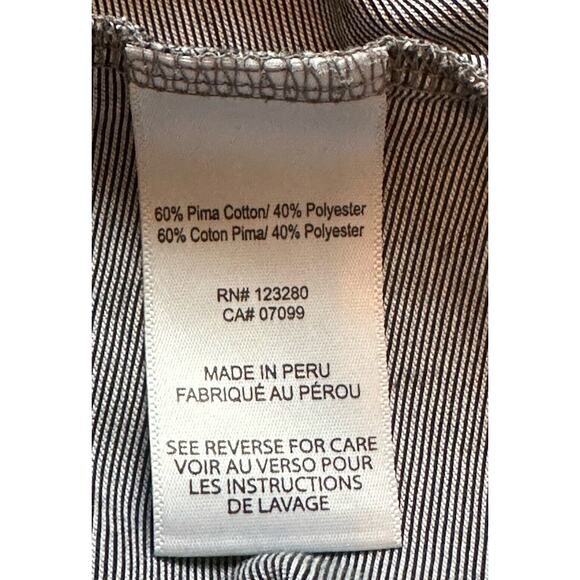 60% Pima Cotton/ 40% Polyester
60% Coton Pima/ 40% Polyester
RN# 123280
CA# 07099
MADE IN PERU
FABRIQUÉ AU PÉROU
SEE REVERSE FOR CARE
VOIR AU VERSO POUR
LES INSTRUCTIONS
DE LAVAGE